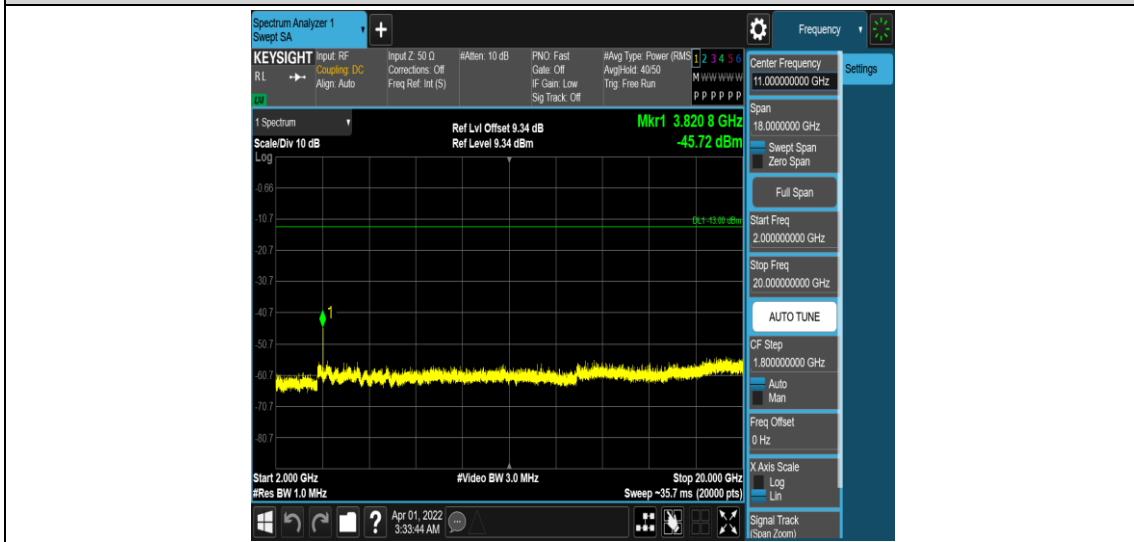 Spectrum Analyzer 1
Swept SA
+
Frequency
KEYSIGHT
RL
Input: RF
Coupling: DC
Align: Auto
Input Z: 50 Ω
Corrections: Off
Freq Ref: Int (S)
#Atten: 10 dB
PNO: Fast
Gate: Off
IF Gain: Low
Sig Track: Off
#Avg Type: Power (RMS
Avg|Hold: 40/50
Trig: Free Run
1 2 3 4 5 6
M W W W W W
P P P P P P
1 Spectrum
Scale/Div 10 dB
Log
Ref Lvl Offset 9.34 dB
Ref Level 9.34 dBm
Mkr1 3.820 8 GHz
-45.72 dBm
-0.66
-10.7
-20.7
-30.7
-40.7
-50.7
-60.7
-70.7
-80.7
DL1 -13.00 dBm
1
Start 2.000 GHz
#Res BW 1.0 MHz
#Video BW 3.0 MHz
Stop 20.000 GHz
Sweep ~35.7 ms (20000 pts)
Apr 01, 2022
3:33:44 AM
?
Center Frequency
11.000000000 GHz
Settings
Span
18.0000000 GHz
Swept Span
Zero Span
Full Span
Start Freq
2.000000000 GHz
Stop Freq
20.000000000 GHz
AUTO TUNE
CF Step
1.800000000 GHz
Auto
Man
Freq Offset
0 Hz
X Axis Scale
Log
Lin
Signal Track
(Span Zoom)